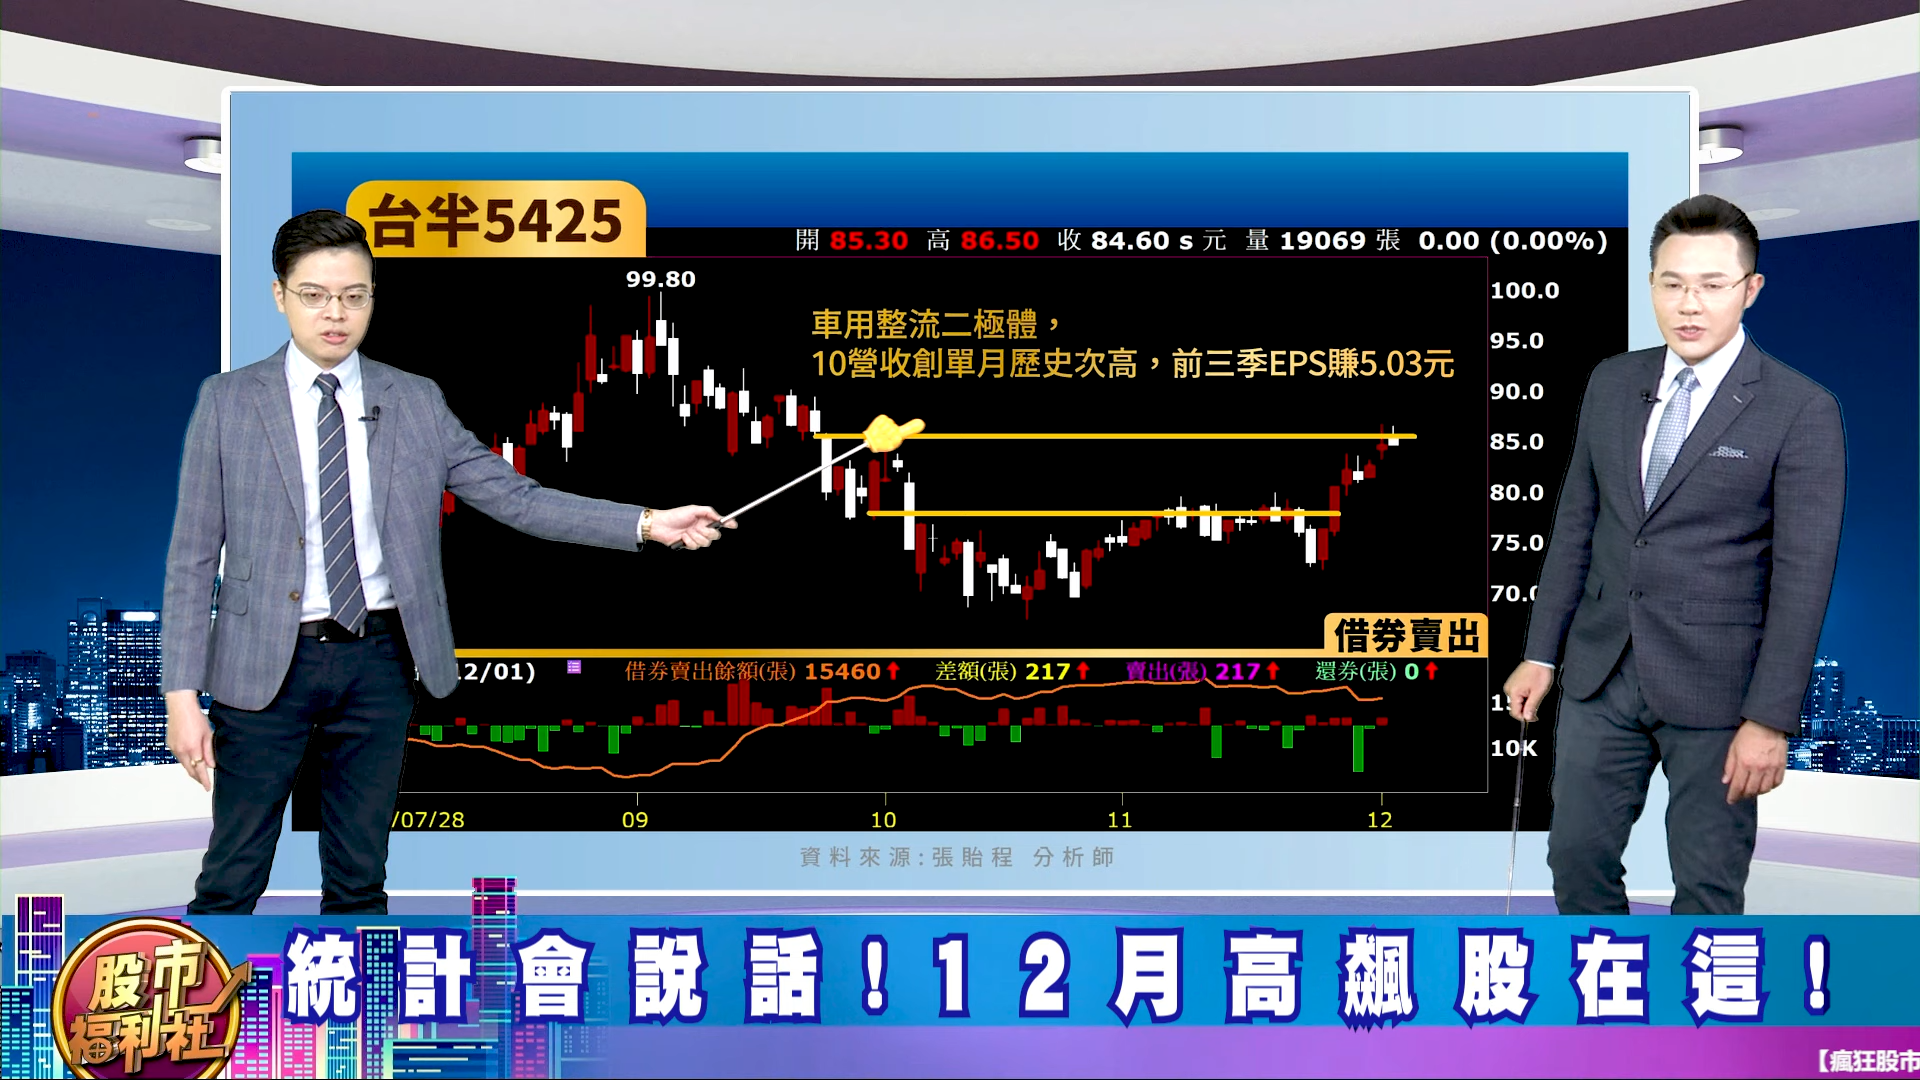 台半5425
開 85.30 高 86.50 收 84.60 s 元 量 19069 張 0.00 (0.00%)
99.80
車用整流二極體，
10營收創單月歷史次高，前三季EPS賺5.03元
100.0
95.0
90.0
85.0
80.0
75.0
70.0
借券賣出
12/01) 借券賣出餘額(張) 15460 差額(張) 217 賣出(張) 217 還券(張) 0
10K
/07/28 09 10 11 12
資料來源:張貽程 分析師
股市
福利社
統計會說話!12月高飆股在這!
【瘋狂股市